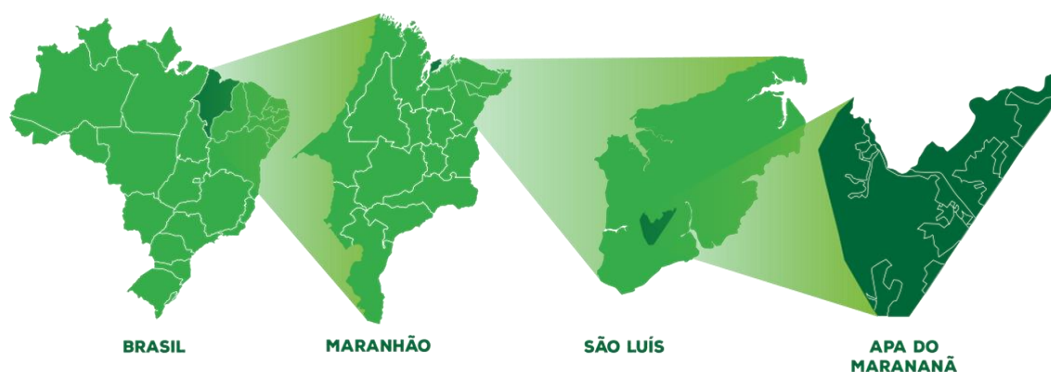 BRASIL
MARANHÃO
SÃO LUÍS
APA DO
MARANANÃ